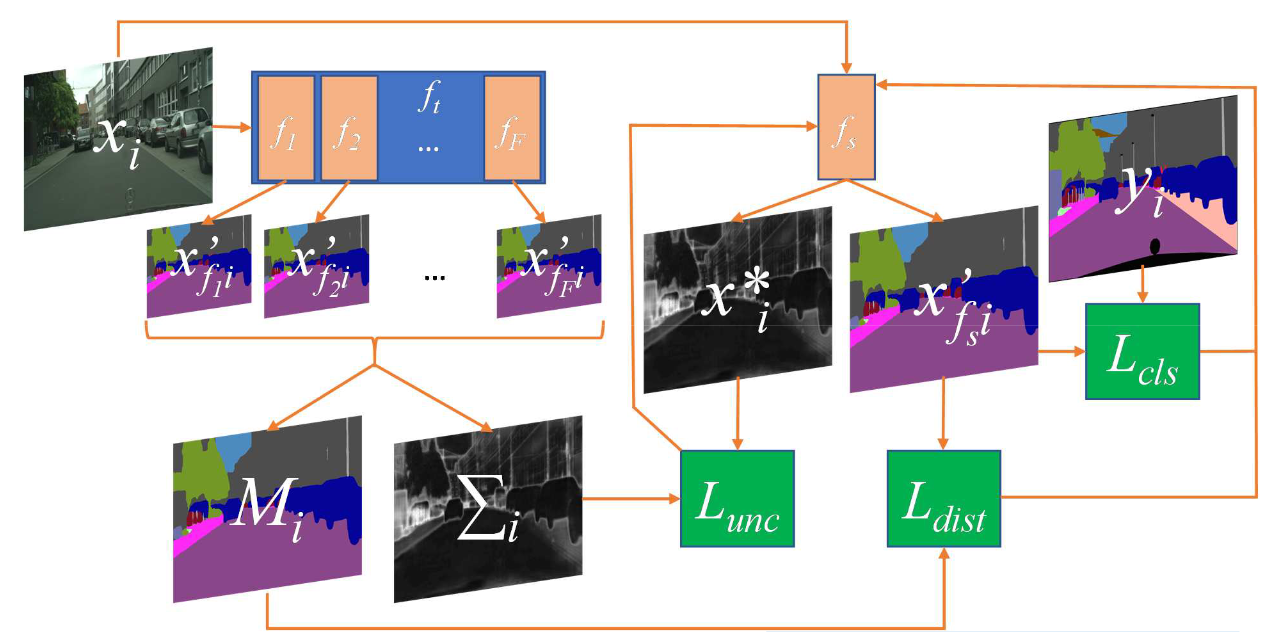 x_i
f_t
f_1 f_2 ... f_F
f_s
y_i
x'_{f_1 i} x'_{f_2 i} ... x'_{f_F i}
x*_i
x'_{f_s i}
L_{cls}
M_i
∑_i
L_{unc}
L_{dist}